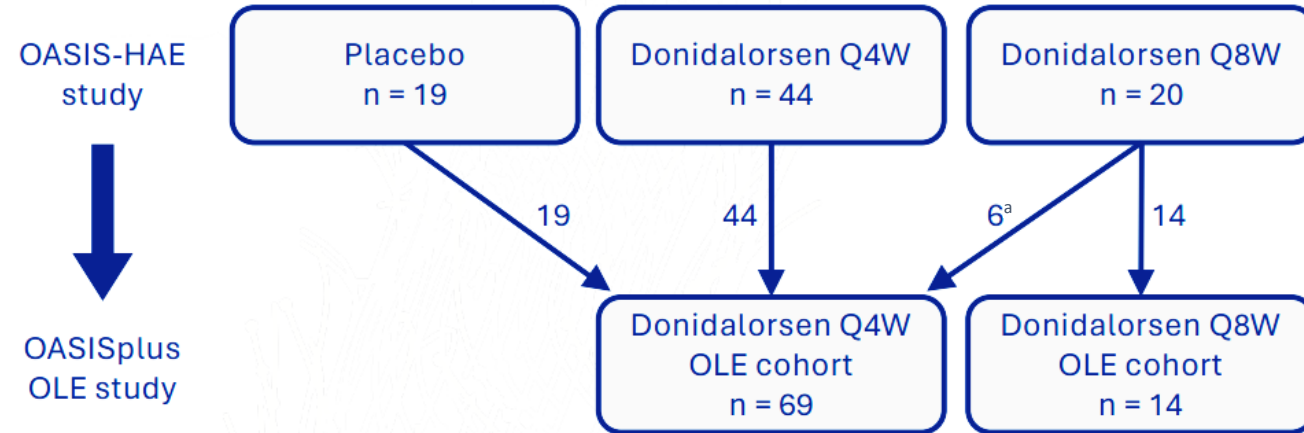 OASIS-HAE
study
Placebo
n = 19
Donidalorsen Q4W
n = 44
Donidalorsen Q8W
n = 20
19
44
6ᵃ
14
OASISplus
OLE study
Donidalorsen Q4W
OLE cohort
n = 69
Donidalorsen Q8W
OLE cohort
n = 14